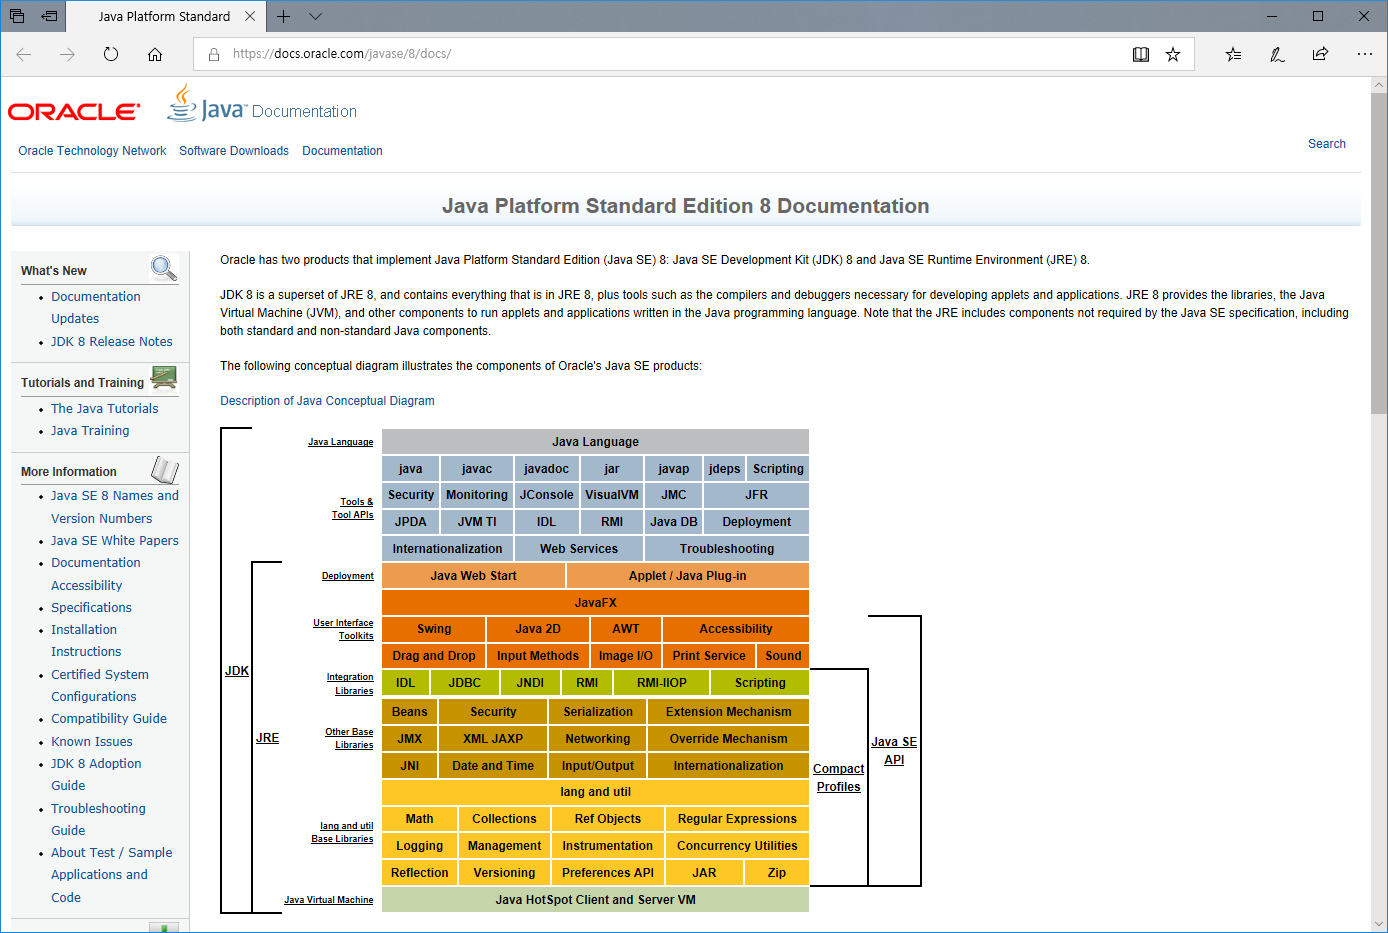 Java Platform Standard
https://docs.oracle.com/javase/8/docs/
ORACLE
Java™ Documentation
Oracle Technology Network Software Downloads Documentation
Search
Java Platform Standard Edition 8 Documentation
What's New
Documentation
Updates
JDK 8 Release Notes
Tutorials and Training
The Java Tutorials
Java Training
More Information
Java SE 8 Names and
Version Numbers
Java SE White Papers
Documentation
Accessibility
Specifications
Installation
Instructions
Certified System
Configurations
Compatibility Guide
Known Issues
JDK 8 Adoption
Guide
Troubleshooting
Guide
About Test / Sample
Applications and
Code
Oracle has two products that implement Java Platform Standard Edition (Java SE) 8: Java SE Development Kit (JDK) 8 and Java SE Runtime Environment (JRE) 8.
JDK 8 is a superset of JRE 8, and contains everything that is in JRE 8, plus tools such as the compilers and debuggers necessary for developing applets and applications. JRE 8 provides the libraries, the Java
Virtual Machine (JVM), and other components to run applets and applications written in the Java programming language. Note that the JRE includes components not required by the Java SE specification, including
both standard and non-standard Java components.
The following conceptual diagram illustrates the components of Oracle's Java SE products:
Description of Java Conceptual Diagram
Java Language
Java Language
Tools &
Tool APIs
java javac javadoc jar javap jdeps Scripting
Security Monitoring JConsole VisualVM JMC JFR
JPDA JVM TI IDL RMI Java DB Deployment
Internationalization Web Services Troubleshooting
Deployment
Java Web Start Applet / Java Plug-in
JavaFX
User Interface
Toolkits
Swing Java 2D AWT Accessibility
Drag and Drop Input Methods Image I/O Print Service Sound
Integration
Libraries
IDL JDBC JNDI RMI RMI-IIOP Scripting
Other Base
Libraries
Beans Security Serialization Extension Mechanism
JMX XML JAXP Networking Override Mechanism
JNI Date and Time Input/Output Internationalization
lang and util
lang and util
Base Libraries
Math Collections Ref Objects Regular Expressions
Logging Management Instrumentation Concurrency Utilities
Reflection Versioning Preferences API JAR Zip
Java Virtual Machine
Java HotSpot Client and Server VM
JDK
JRE
Compact
Profiles
Java SE
API